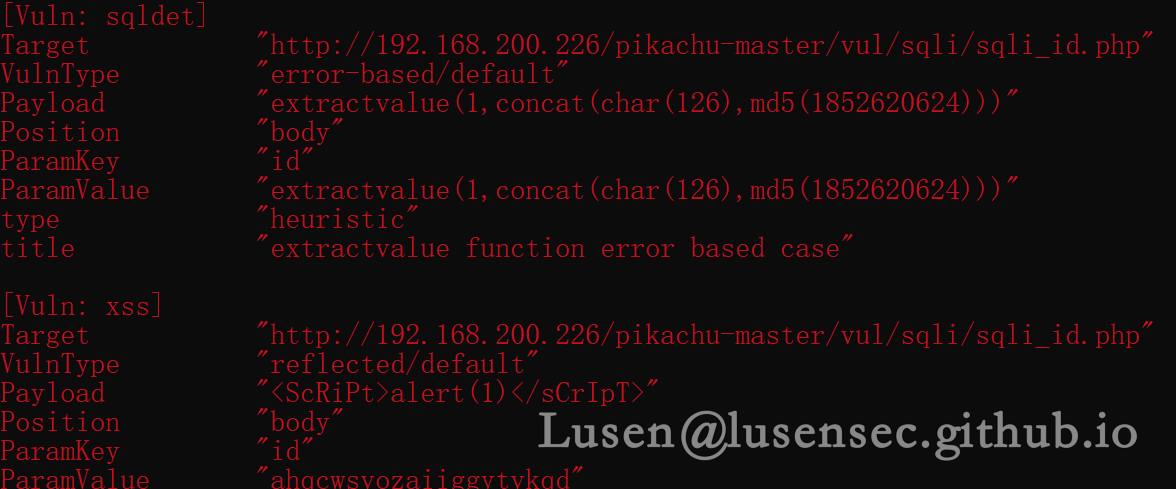 [Vuln: sqldet]
Target "http://192.168.200.226/pikachu-master/vul/sqli/sqli_id.php"
VulnType "error-based/default"
Payload "extractvalue(1,concat(char(126),md5(1852620624)))"
Position "body"
ParamKey "id"
ParamValue "extractvalue(1,concat(char(126),md5(1852620624)))"
type "heuristic"
title "extractvalue function error based case"
[Vuln: xss]
Target "http://192.168.200.226/pikachu-master/vul/sqli/sqli_id.php"
VulnType "reflected/default"
Payload "<ScRiPt>alert(1)</sCrIpT>"
Position "body"
Lusen@lusensec.github.io
ParamKey "id"
ParamValue